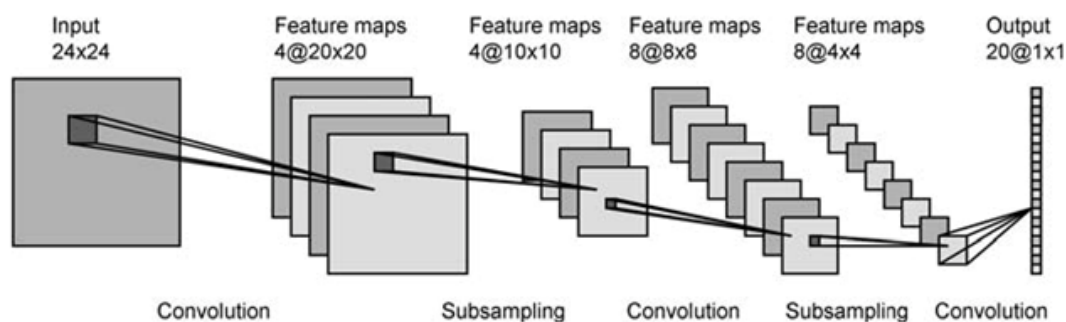 Input
24x24
Feature maps
4@20x20
Feature maps
4@10x10
Feature maps
8@8x8
Feature maps
8@4x4
Output
20@1x1
Convolution
Subsampling
Convolution
Subsampling
Convolution